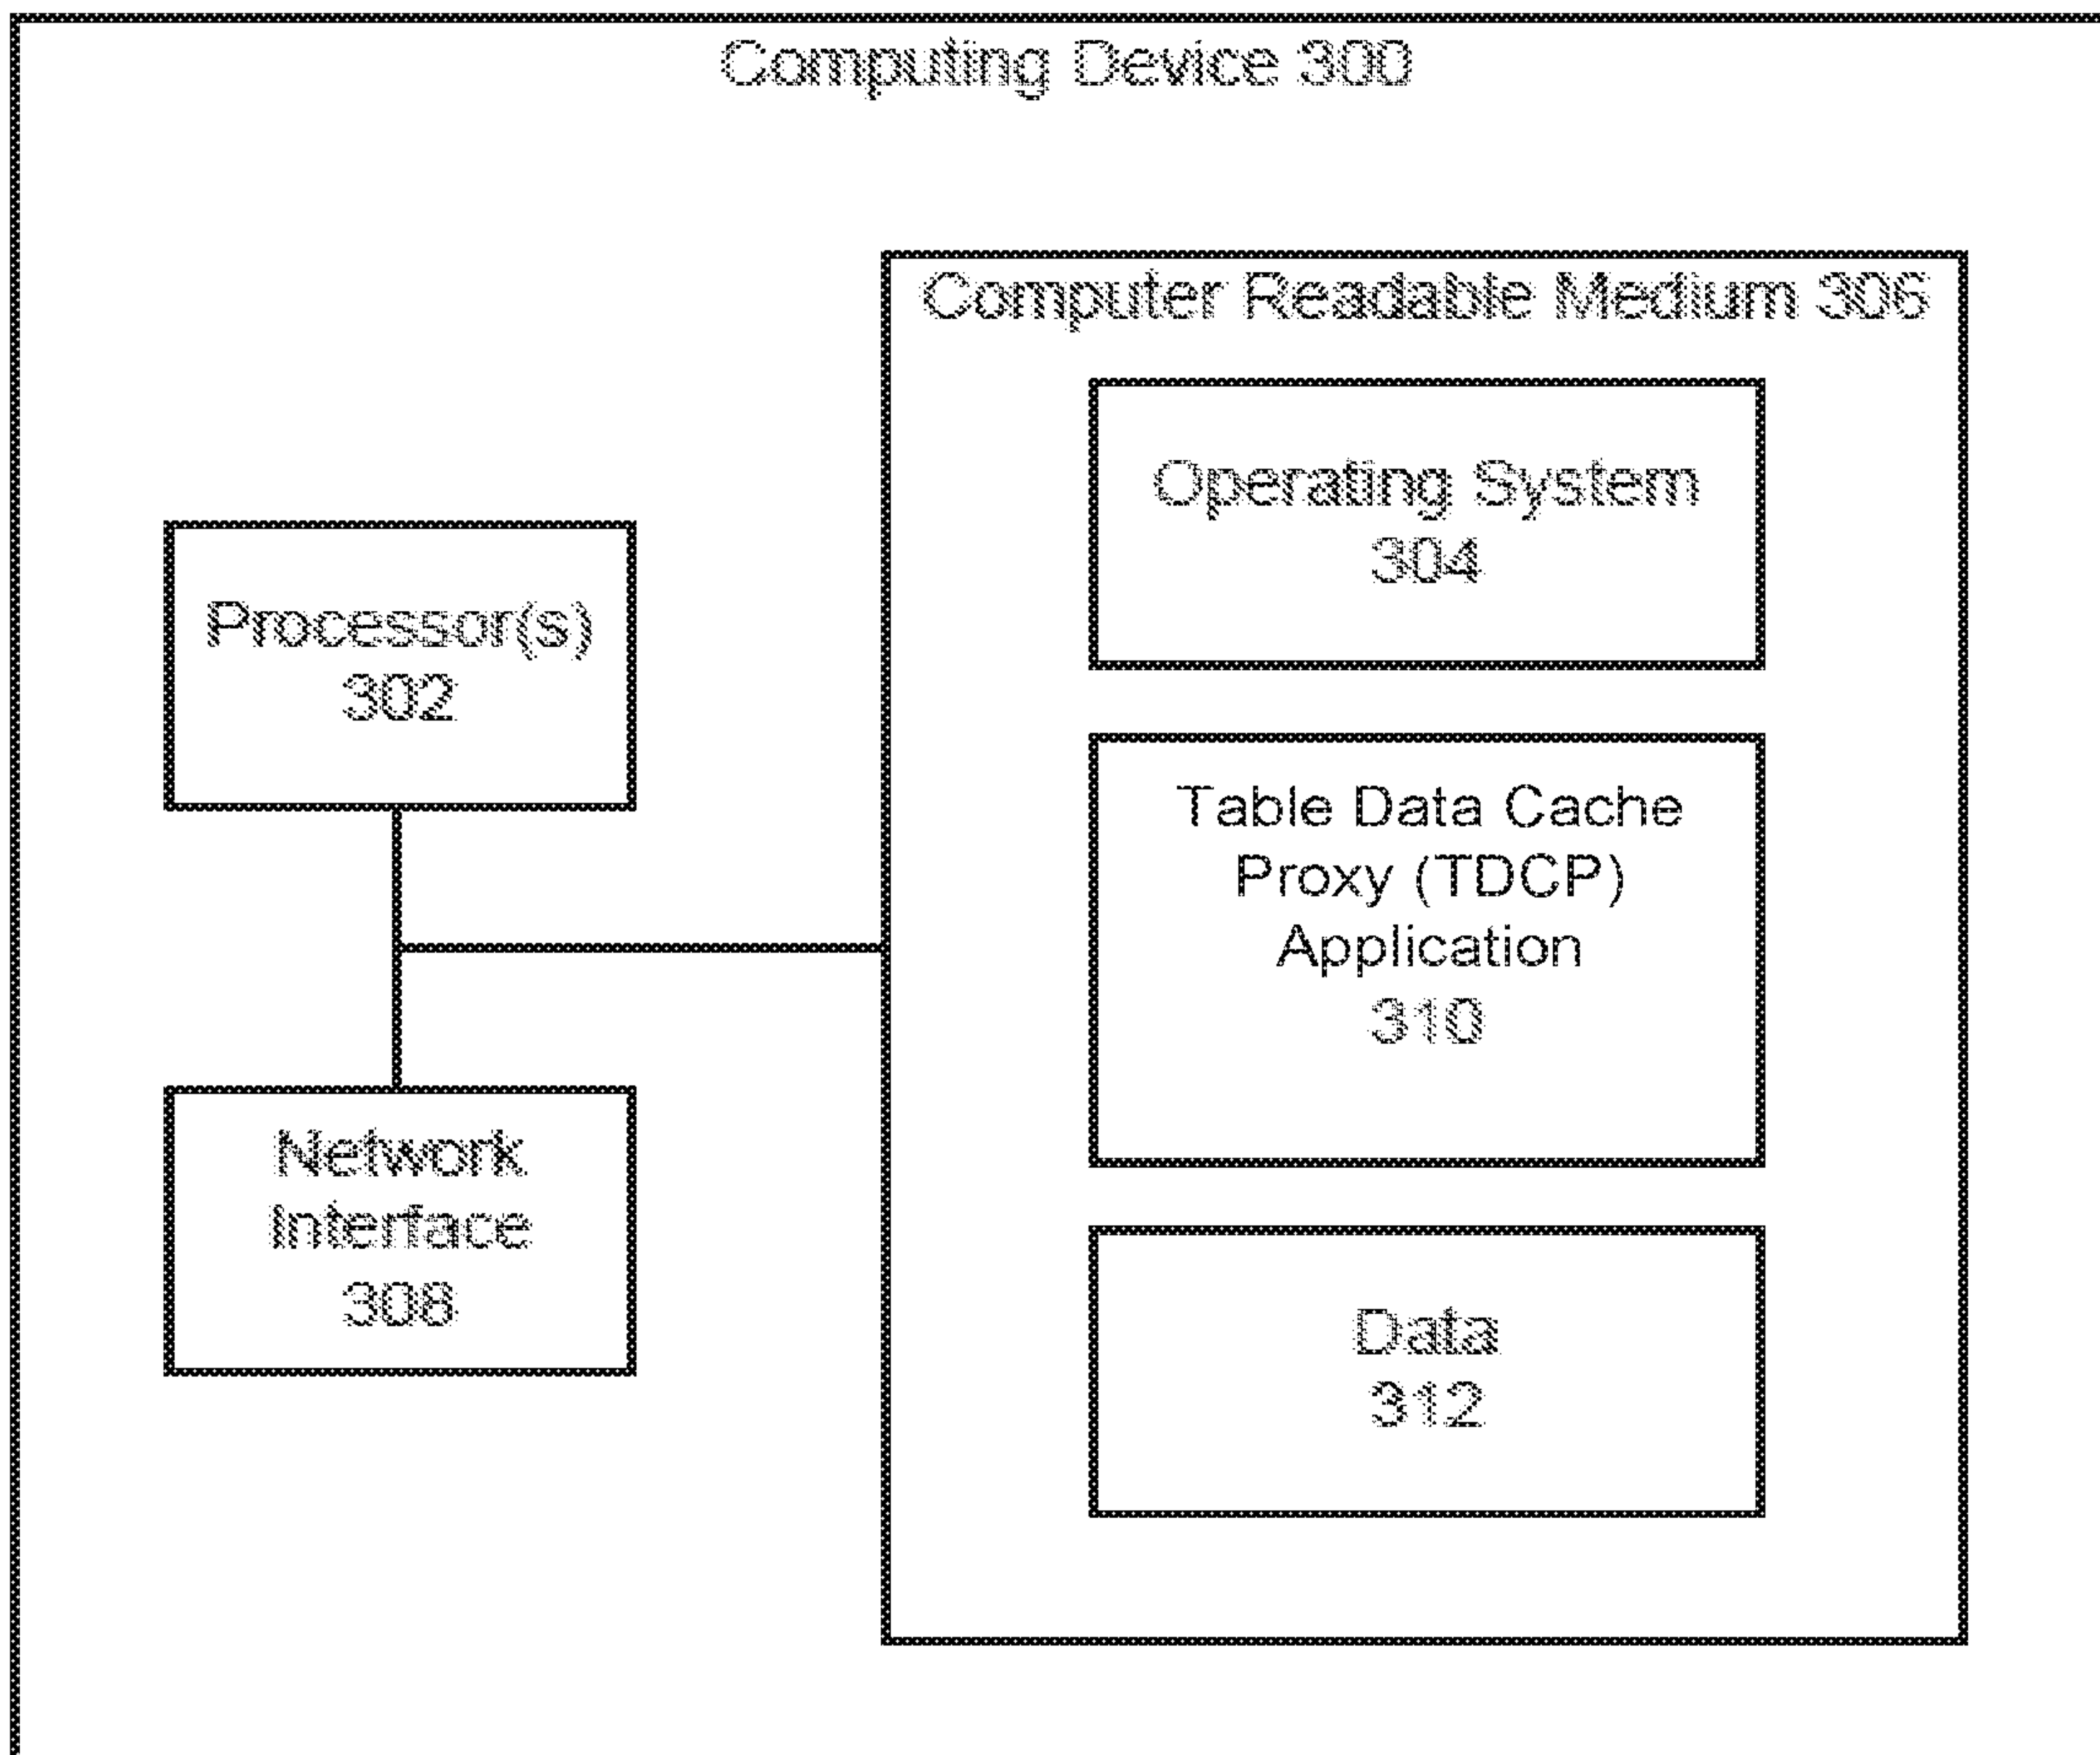 Computing Device 300
Computer Readable Medium 306
Operating System
304
Processor(s)
302
Table Data Cache
Proxy (TDCP)
Application
310
Network
Interface
308
Data
312